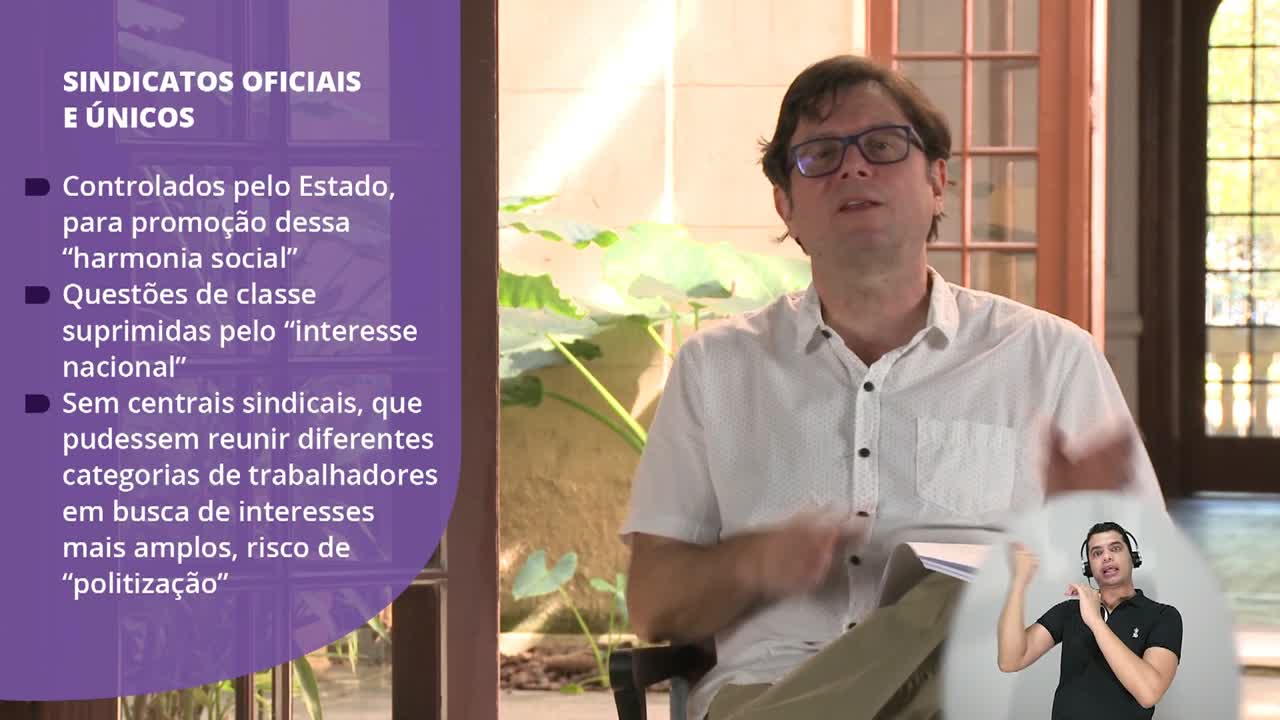 SINDICATOS OFICIAIS
E ÚNICOS
Controlados pelo Estado,
para promoção dessa
“harmonia social”
Questões de classe
suprimidas pelo “interesse
nacional”
Sem centrais sindicais, que
pudessem reunir diferentes
categorias de trabalhadores
em busca de interesses
mais amplos, risco de
“politização”